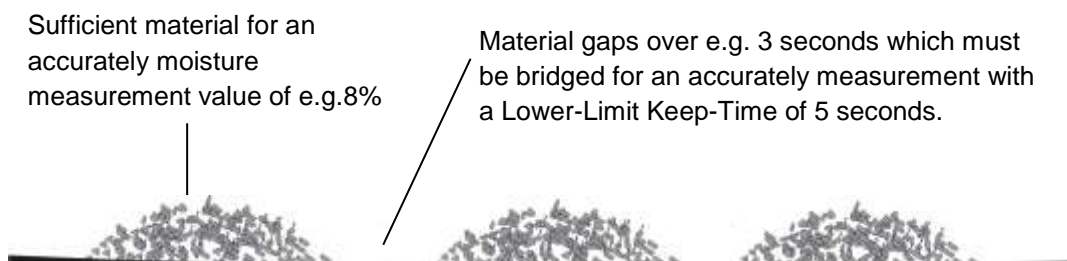 Sufficient material for an
accurately moisture
measurement value of e.g.8%
Material gaps over e.g. 3 seconds which must
be bridged for an accurately measurement with
a Lower-Limit Keep-Time of 5 seconds.